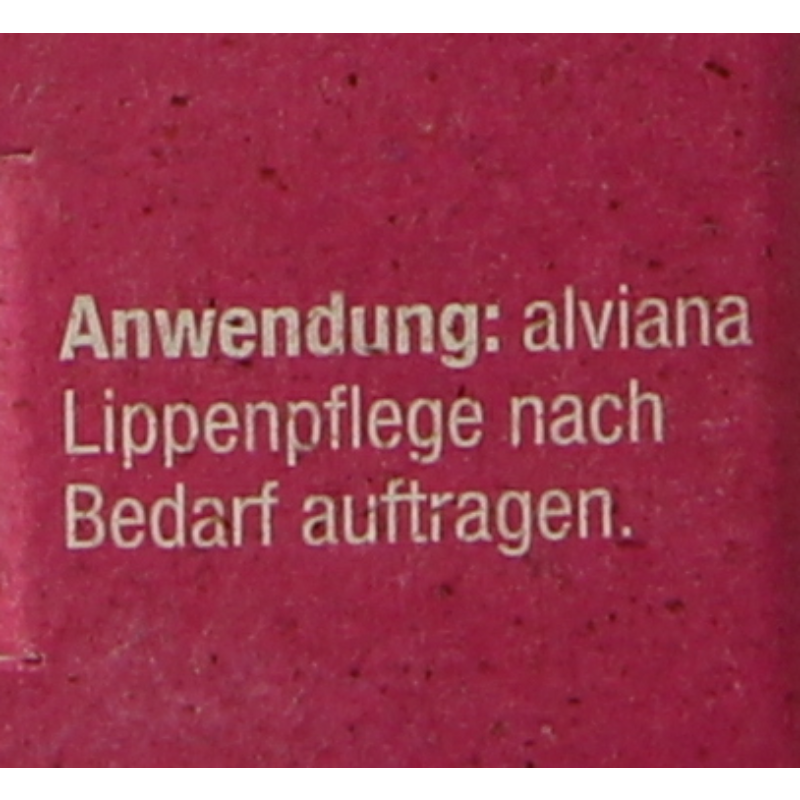 Anwendung: alviana
Lippenpflege nach
Bedarf auftragen.